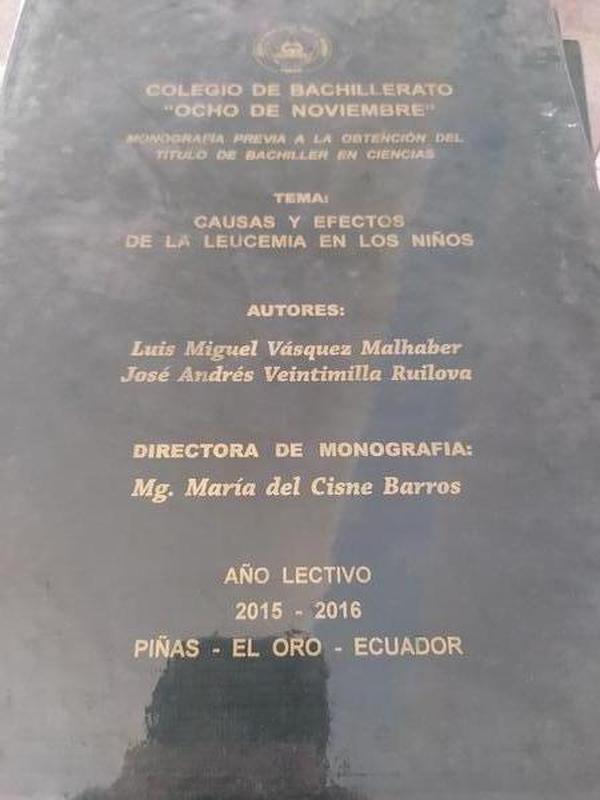 COLEGIO DE BACHILLERATO
"OCHO DE NOVIEMBRE"
MONOGRAFÍA PREVIA A LA OBTENCIÓN DEL
TÍTULO DE BACHILLER EN CIENCIAS
TEMA:
CAUSAS Y EFECTOS
DE LA LEUCEMIA EN LOS NIÑOS
AUTORES:
Luis Miguel Vásquez Malhaber
José Andrés Veintimilla Ruilova
DIRECTORA DE MONOGRAFIA:
Mg. María del Cisne Barros
AÑO LECTIVO
2015 - 2016
PIÑAS - EL ORO - ECUADOR